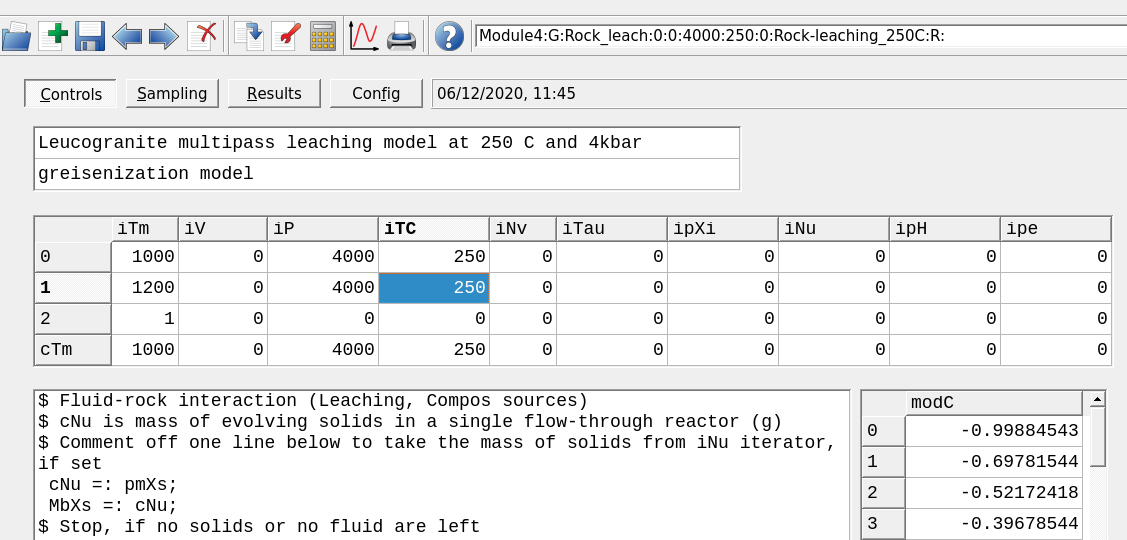 Module4:G:Rock_leach:0:0:4000:250:0:Rock-leaching_250C:R:
Controls Sampling Results Config 06/12/2020, 11:45
Leucogranite multipass leaching model at 250 C and 4kbar
greisenization model
iTm iV iP iTC iNv iTau ipXi iNu ipH ipe
0 1000 0 4000 250 0 0 0 0 0 0
1 1200 0 4000 250 0 0 0 0 0 0
2 1 0 0 0 0 0 0 0 0 0
cTm 1000 0 4000 250 0 0 0 0 0 0
$ Fluid-rock interaction (Leaching, Compos sources)
$ cNu is mass of evolving solids in a single flow-through reactor (g)
$ Comment off one line below to take the mass of solids from iNu iterator,
if set
cNu =: pmXs;
MbXs =: cNu;
$ Stop, if no solids or no fluid are left
modC
0 -0.99884543
1 -0.69781544
2 -0.52172418
3 -0.39678544